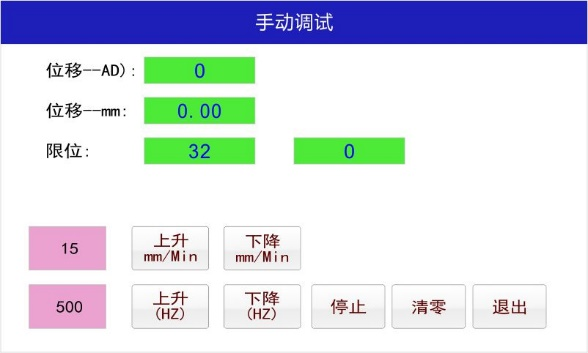 手动调试
位移--AD): 0
位移--mm: 0.00
限位: 32 0
15 上升 下降
mm/Min mm/Min
500 上升 下降 停止 清零 退出
(HZ) (HZ)